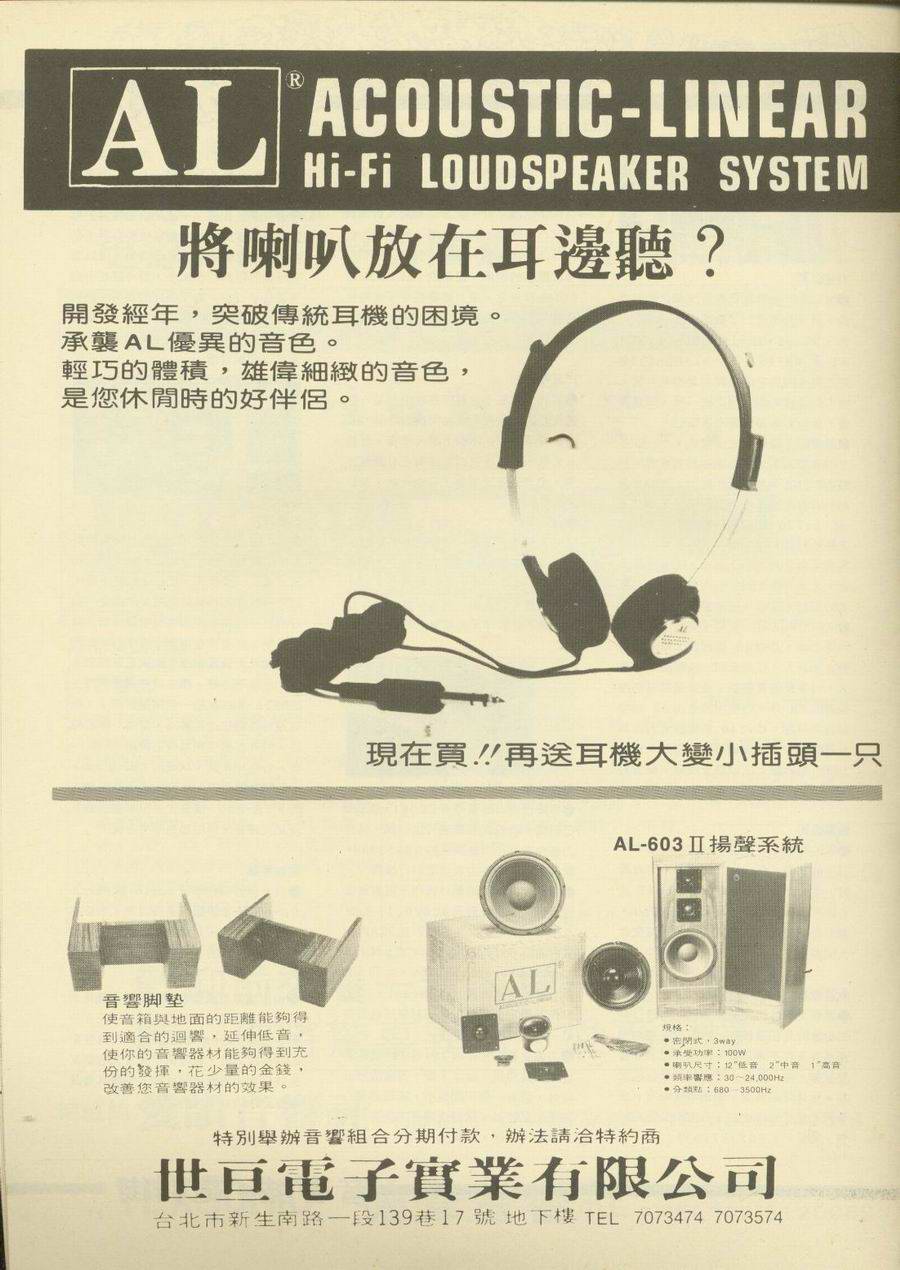 AL® ACOUSTIC-LINEAR
Hi-Fi LOUDSPEAKER SYSTEM
將喇叭放在耳邊聽？
開發經年，突破傳統耳機的困境。
承襲AL優異的音色。
輕巧的體積，雄偉細緻的音色，
是您休閒時的好伴侶。
AL
現在買!!再送耳機大變小插頭一只
AL-603 II揚聲系統
AL
音響脚墊
使音箱與地面的距離能夠得
到適合的迴響，延伸低音，
使你的音響器材能夠得到充
份的發揮，花少量的金錢，
改善您音響器材的效果。
規格：
●密閉式，3way
●承受功率：100W
●喇叭尺寸：12"低音 2"中音 1"高音
●頻率響應：30～24,000Hz
●分頻點：680～3500Hz
特別舉辦音響組合分期付款，辦法請洽特約商
世亘電子實業有限公司
台北市新生南路一段139巷17號地下樓 TEL 7073474 7073574